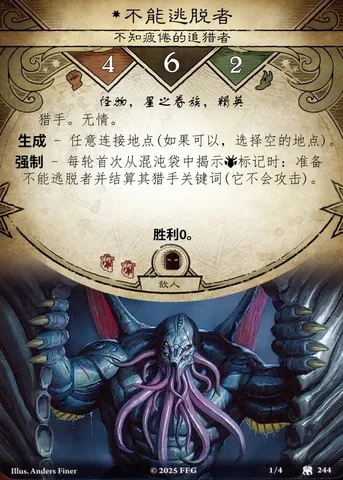 *不能逃脱者
不知疲倦的追猎者
4 6 2
怪物，星之眷族，精英
猎手。无情。
生成 – 任意连接地点(如果可以，选择空的地点)。
强制 – 每轮首次从混沌袋中揭示标记时：准备
不能逃脱者并结算其猎手关键词(它不会攻击)。
胜利0。
敌人
Illus. Anders Finer © 2025 FFG 1/4 244